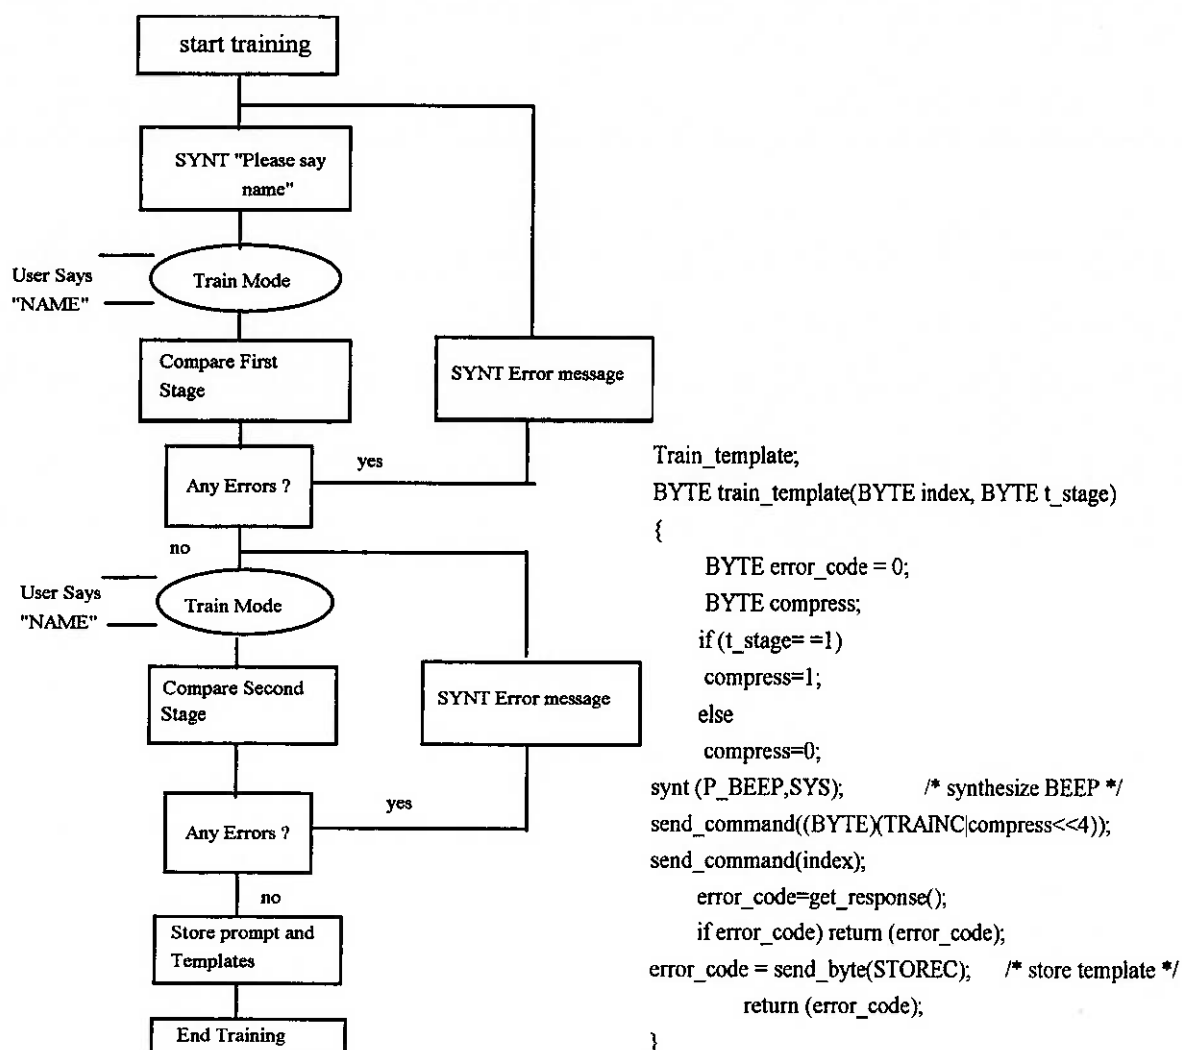 start training
SYNT "Please say
name"
User Says
"NAME"
Train Mode
Compare First
Stage
SYNT Error message
Any Errors ?
yes
no
User Says
"NAME"
Train Mode
Compare Second
Stage
SYNT Error message
Any Errors ?
yes
no
Store prompt and
Templates
End Training
Train_template;
BYTE train_template(BYTE index, BYTE t_stage)
{
BYTE error_code = 0;
BYTE compress;
if (t_stage= =1)
compress=1;
else
compress=0;
synt (P_BEEP,SYS); /* synthesize BEEP */
send_command((BYTE)(TRAINC|compress<<4));
send_command(index);
error_code=get_response();
if error_code) return (error_code);
error_code = send_byte(STOREC); /* store template */
return (error_code);
}